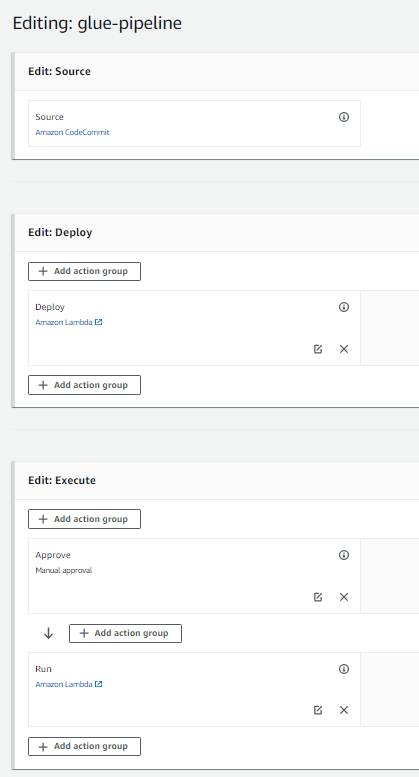 Editing: glue-pipeline
Edit: Source
Source
Amazon CodeCommit
Edit: Deploy
+ Add action group
Deploy
Amazon Lambda
+ Add action group
Edit: Execute
+ Add action group
Approve
Manual approval
+ Add action group
Run
Amazon Lambda
+ Add action group